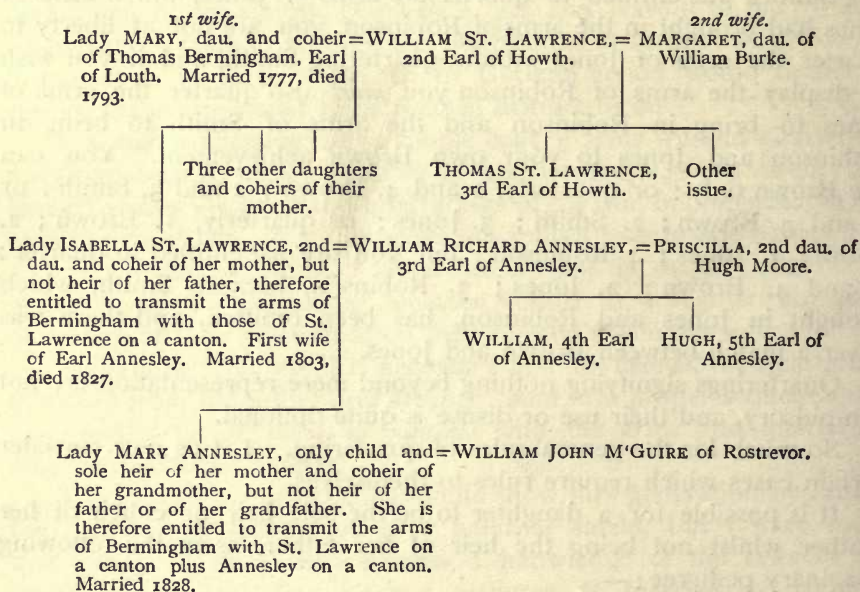 1st wife. 2nd wife.
Lady MARY, dau. and coheir=WILLIAM ST. LAWRENCE,= MARGARET, dau. of
of Thomas Bermingham, Earl 2nd Earl of Howth. William Burke.
of Louth. Married 1777, died
1793.
Three other daughters THOMAS ST. LAWRENCE, Other
and coheirs of their 3rd Earl of Howth. issue.
mother.
Lady ISABELLA ST. LAWRENCE, 2nd=WILLIAM RICHARD ANNESLEY,=PRISCILLA, 2nd dau. of
dau. and coheir of her mother, but 3rd Earl of Annesley. Hugh Moore.
not heir of her father, therefore
entitled to transmit the arms of
Bermingham with those of St.
Lawrence on a canton. First wife
of Earl Annesley. Married 1803,
died 1827.
WILLIAM, 4th Earl HUGH, 5th Earl of
of Annesley. Annesley.
Lady MARY ANNESLEY, only child and=WILLIAM JOHN M'GUIRE of Rostrevor.
sole heir of her mother and coheir of
her grandmother, but not heir of her
father or of her grandfather. She is
therefore entitled to transmit the arms
of Bermingham with St. Lawrence on
a canton plus Annesley on a canton.
Married 1828.